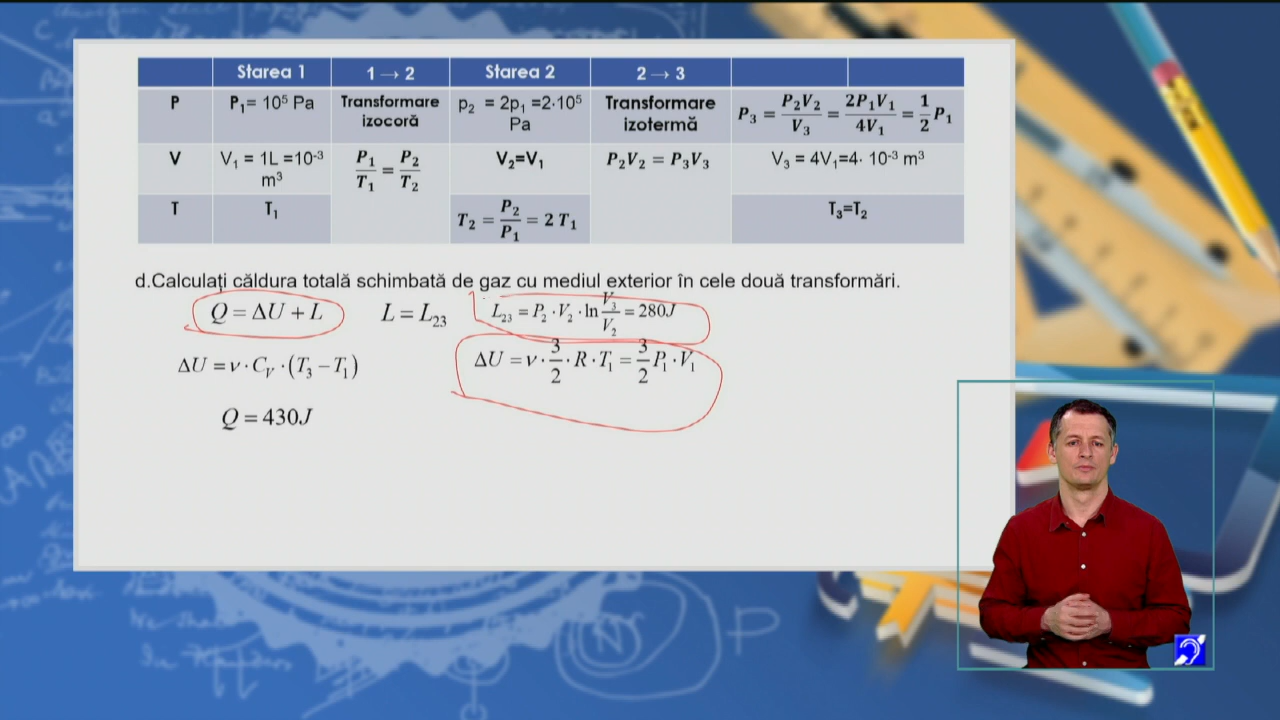 Starea 1 1 → 2 Starea 2 2 → 3
P P₁= 10⁵ Pa Transformare izocoră p₂ = 2p₁ =2·10⁵ Pa Transformare izotermă P₃ = P₂V₂/V₃ = 2P₁V₁/4V₁ = 1/2 P₁
V V₁ = 1L =10⁻³ m³ P₁/T₁ = P₂/T₂ V₂=V₁ P₂V₂ = P₃V₃ V₃ = 4V₁=4· 10⁻³ m³
T T₁ T₂ = P₂/P₁ = 2 T₁ T₃=T₂
d.Calculați căldura totală schimbată de gaz cu mediul exterior în cele două transformări.
Q = ΔU + L L = L₂₃ L₂₃ = P₂ · V₂ · ln V₃/V₂ = 280J
ΔU = ν · C_V · (T₃ − T₁) ΔU = ν · 3/2 · R · T₁ = 3/2 P₁ · V₁
Q = 430J
N
P